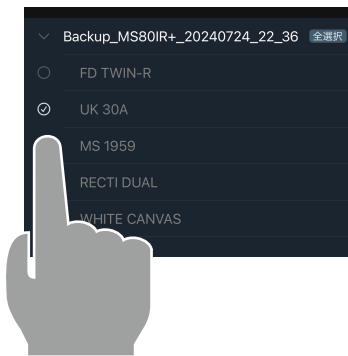 Backup_MS80IR+_20240724_22_36 全選択
FD TWIN-R
UK 30A
MS 1959
RECTI DUAL
WHITE CANVAS